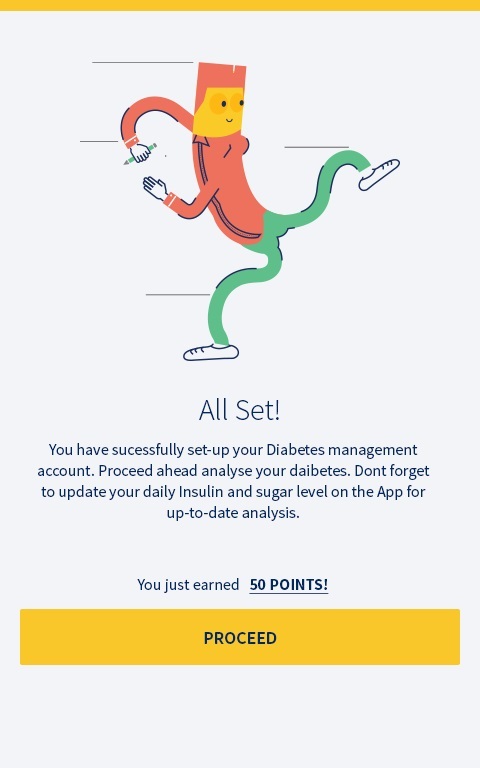 All Set!
You have sucessfully set-up your Diabetes management
account. Proceed ahead analyse your daibetes. Dont forget
to update your daily Insulin and sugar level on the App for
up-to-date analysis.
You just earned 50 POINTS!
PROCEED